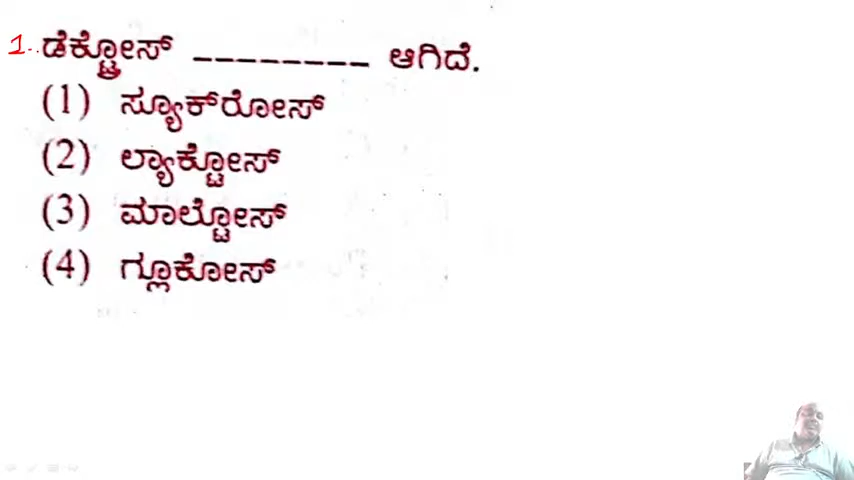 1.. ಡೆಕ್ಟ್ರೋಸ್ _________ ಆಗಿದೆ.
(1) ಸ್ಯೂಕ್‌ರೋಸ್
(2) ಲ್ಯಾಕ್ಟೋಸ್
(3) ಮಾಲ್ಟೋಸ್
(4) ಗ್ಲೂಕೋಸ್